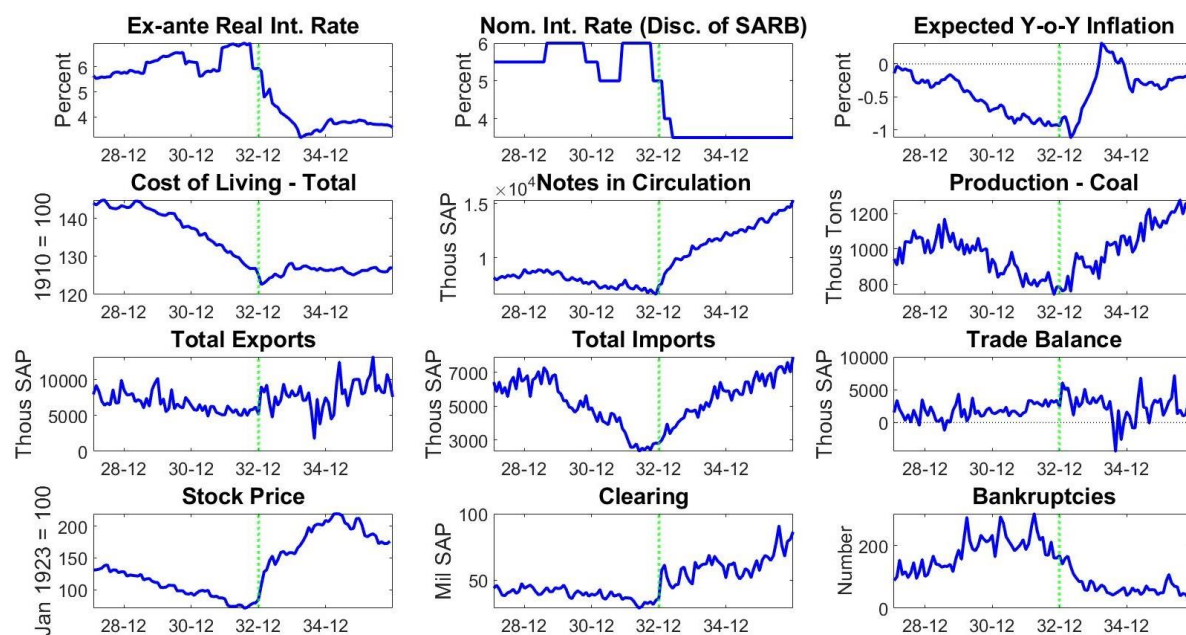 Ex-ante Real Int. Rate
Percent
6
5
4
28-12 30-12 32-12 34-12
Nom. Int. Rate (Disc. of SARB)
Percent
6
5
4
28-12 30-12 32-12 34-12
Expected Y-o-Y Inflation
Percent
0
-0.5
-1
28-12 30-12 32-12 34-12
Cost of Living - Total
1910 = 100
140
130
120
28-12 30-12 32-12 34-12
Notes in Circulation
×10⁴
Thous SAP
1.5
1
28-12 30-12 32-12 34-12
Production - Coal
Thous Tons
1200
1000
800
28-12 30-12 32-12 34-12
Total Exports
Thous SAP
10000
5000
0
28-12 30-12 32-12 34-12
Total Imports
Thous SAP
7000
5000
3000
28-12 30-12 32-12 34-12
Trade Balance
Thous SAP
10000
5000
0
28-12 30-12 32-12 34-12
Stock Price
Jan 1923 = 100
200
150
100
28-12 30-12 32-12 34-12
Clearing
Mil SAP
100
50
28-12 30-12 32-12 34-12
Bankruptcies
Number
200
0
28-12 30-12 32-12 34-12